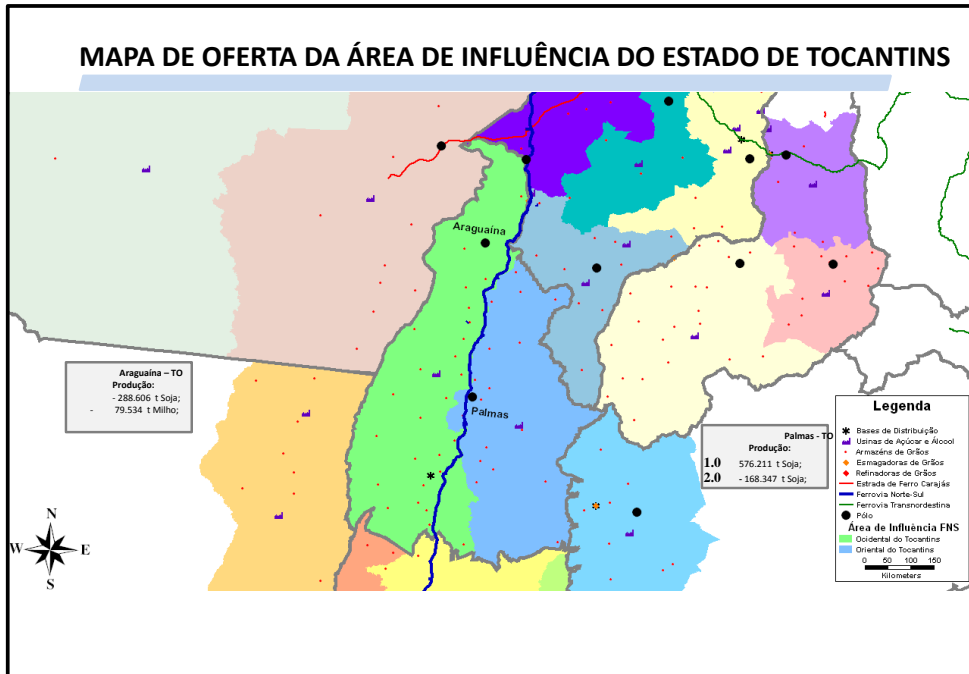 MAPA DE OFERTA DA ÁREA DE INFLUÊNCIA DO ESTADO DE TOCANTINS
Araguaína
Palmas
Araguaína – TO
Produção:
- 288.606 t Soja;
- 79.534 t Milho;
Palmas - TO
Produção:
1.0 576.211 t Soja;
2.0 - 168.347 t Soja;
N
W E
S
Legenda
Bases de Distribuição
Usinas de Açúcar e Álcool
Armazéns de Grãos
Esmagadoras de Grãos
Refinadoras de Grãos
Estrada de Ferro Carajás
Ferrovia Norte-Sul
Ferrovia Transnordestina
Pólo
Área de Influência FNS
Ocidental do Tocantins
Oriental do Tocantins
0 50 100 150
Kilometers